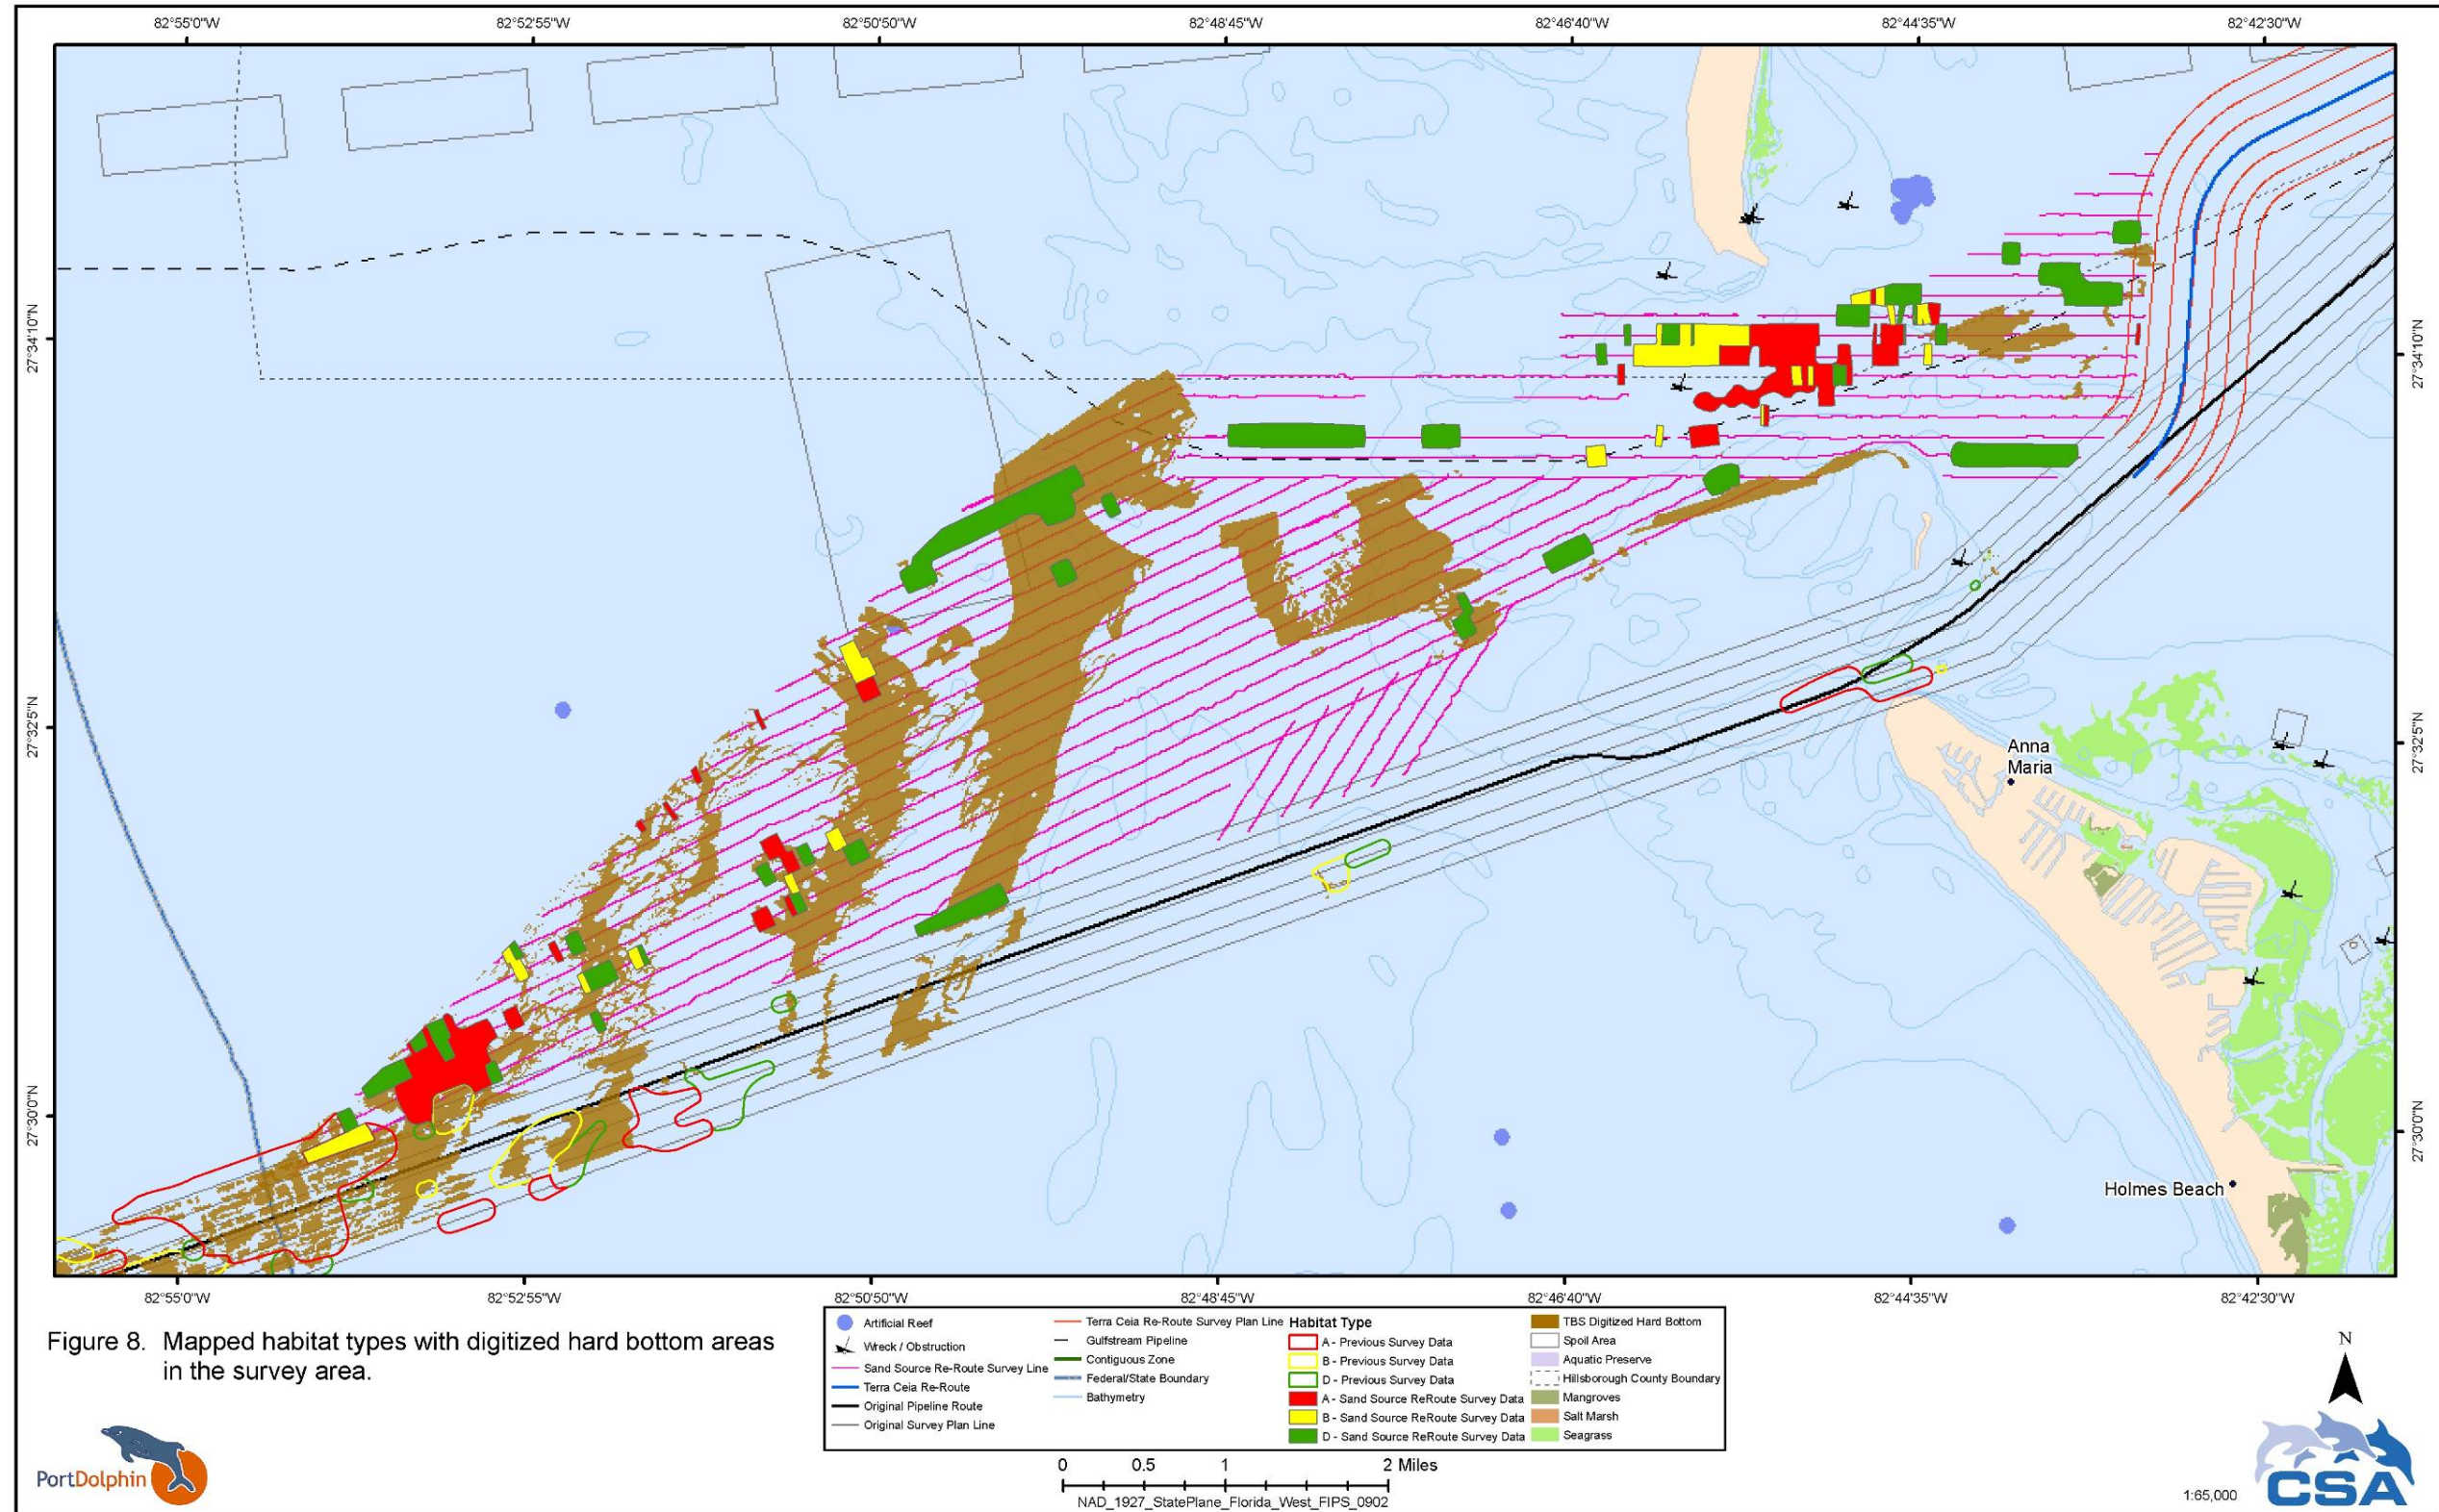 82°55'0"W
82°52'55"W
82°50'50"W
82°48'45"W
82°46'40"W
82°44'35"W
82°42'30"W
27°34'10"N
27°34'10"N
27°32'5"N
27°32'5"N
Anna
Maria
27°30'0"N
27°30'0"N
Holmes Beach
82°55'0"W
82°52'55"W
82°50'50"W
82°48'45"W
82°46'40"W
82°44'35"W
82°42'30"W
Figure 8. Mapped habitat types with digitized hard bottom areas
in the survey area.
Artificial Reef
Wreck / Obstruction
Sand Source Re-Route Survey Line
Terra Ceia Re-Route
Original Pipeline Route
Original Survey Plan Line
Terra Ceia Re-Route Survey Plan Line
Gulfstream Pipeline
Contiguous Zone
Federal/State Boundary
Bathymetry
Habitat Type
A - Previous Survey Data
B - Previous Survey Data
D - Previous Survey Data
A - Sand Source ReRoute Survey Data
B - Sand Source ReRoute Survey Data
D - Sand Source ReRoute Survey Data
TBS Digitized Hard Bottom
Spoil Area
Aquatic Preserve
Hillsborough County Boundary
Mangroves
Salt Marsh
Seagrass
0 0.5 1 2 Miles
NAD_1927_StatePlane_Florida_West_FIPS_0902
PortDolphin
N
1:65,000
CSA